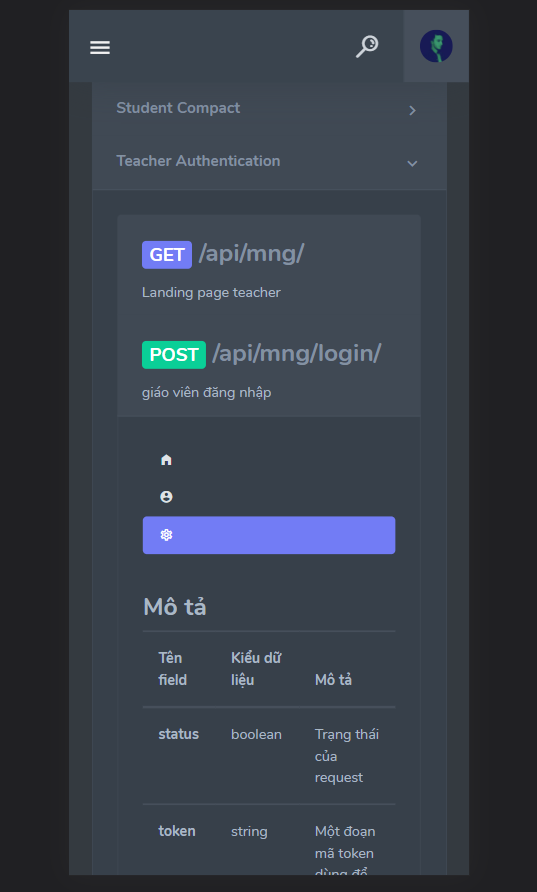 Student Compact
Teacher Authentication
GET /api/mng/
Landing page teacher
POST /api/mng/login/
giáo viên đăng nhập
Mô tả
Tên field Kiểu dữ liệu Mô tả
status boolean Trạng thái của request
token string Một đoạn mã token dùng để